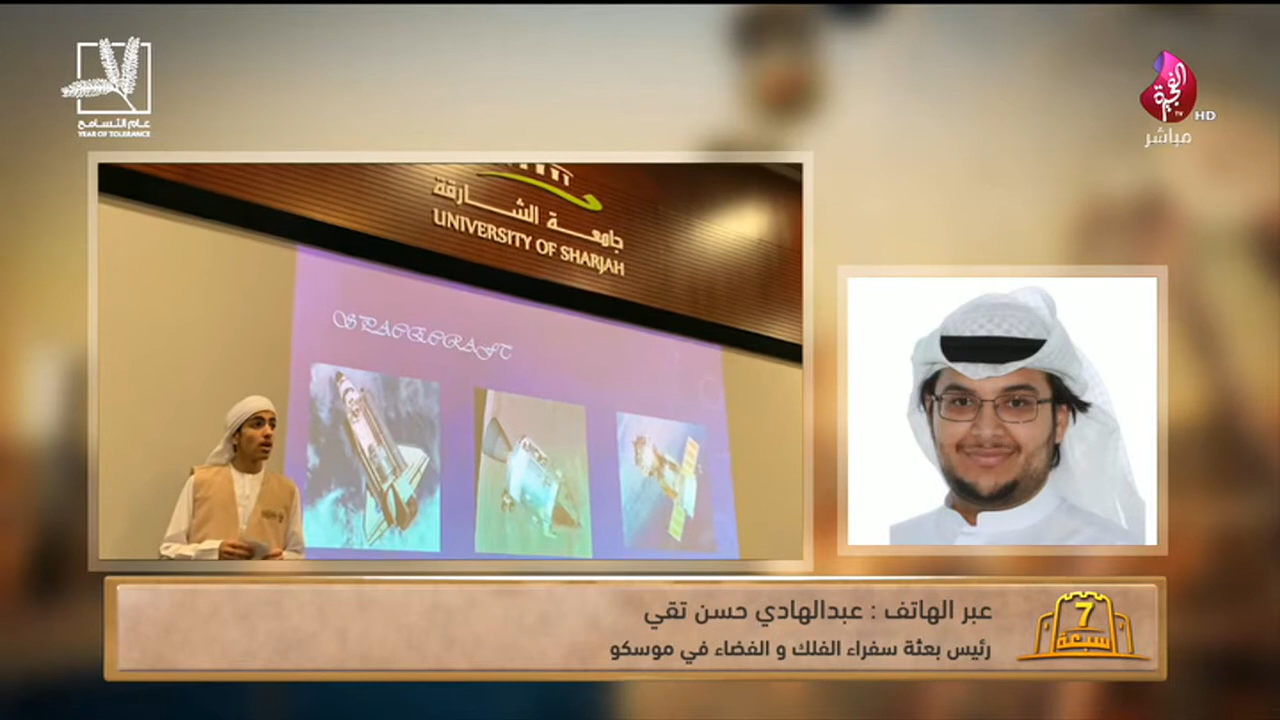 عام التسامح
YEAR OF TOLERANCE
الفجيرة
TV
HD
مباشر
جامعة الشارقة
UNIVERSITY OF SHARJAH
SPACECRAFT
عبر الهاتف : عبدالهادي حسن تقي
رئيس بعثة سفراء الفلك و الفضاء في موسكو
7
سبعة